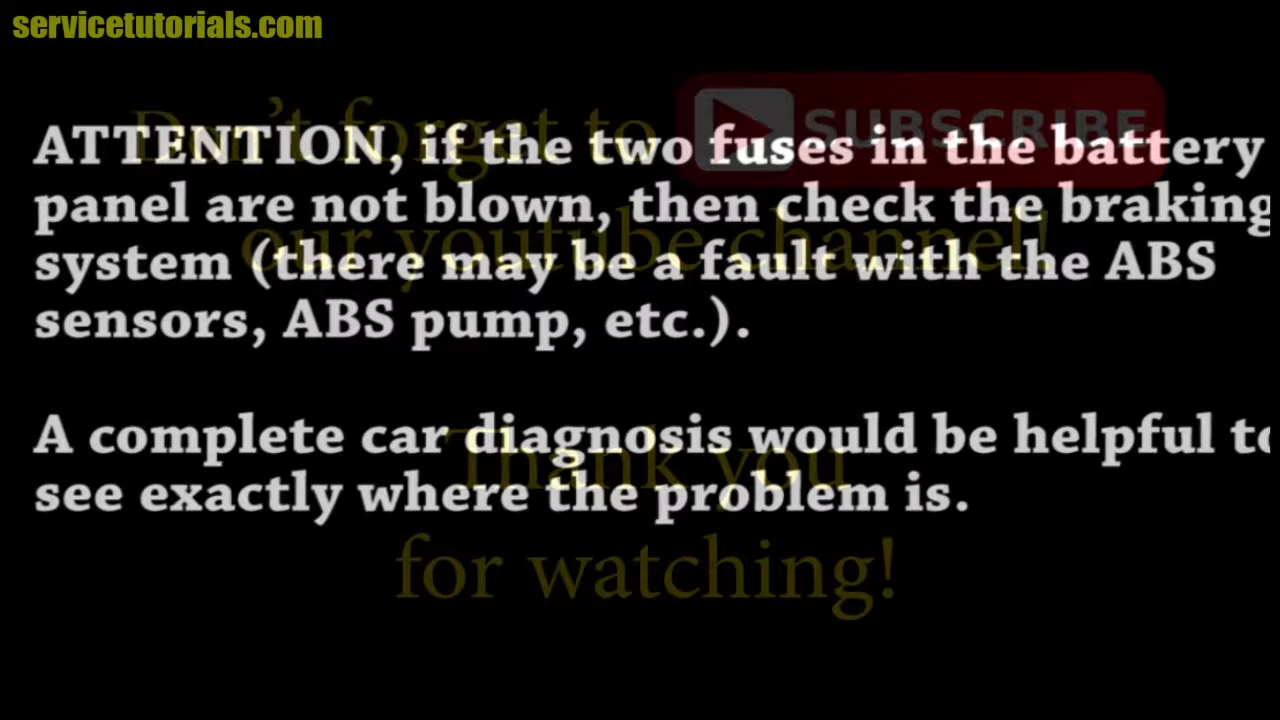 servicetutorials.com
Don't forget to SUBSCRIBE
ATTENTION, if the two fuses in the battery
panel are not blown, then check the braking
our youtube channel!
system (there may be a fault with the ABS
sensors, ABS pump, etc.).
A complete car diagnosis would be helpful to
Thank you
see exactly where the problem is.
for watching!